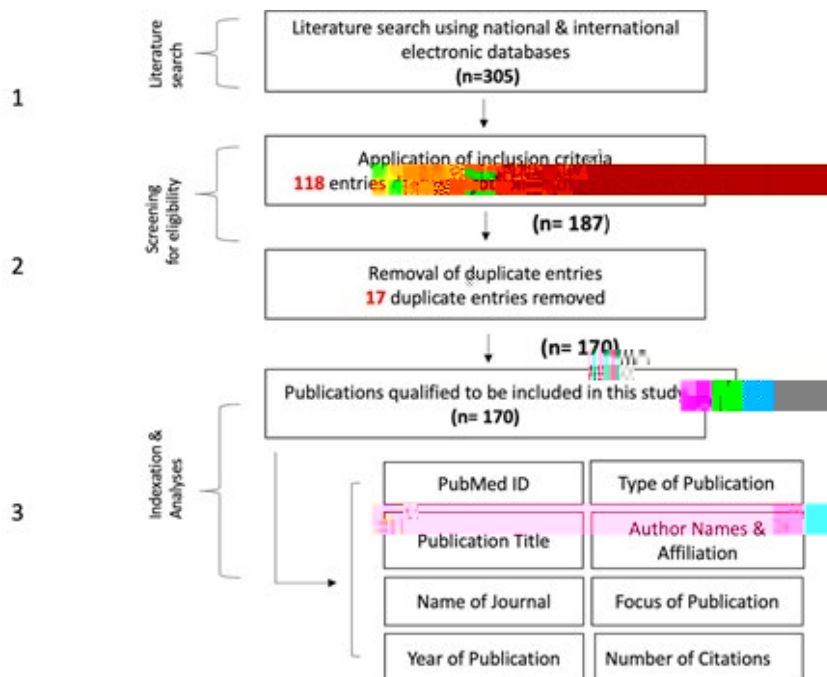 Literature search
Literature search using national & international
electronic databases
(n=305)
1
Screening for eligibility
Application of inclusion criteria
118 entries
(n= 187)
2
Removal of duplicate entries
17 duplicate entries removed
(n= 170)
Publications qualified to be included in this study
(n= 170)
Indexation &
Analyses
3
PubMed ID
Type of Publication
Publication Title
Author Names &
Affiliation
Name of Journal
Focus of Publication
Year of Publication
Number of Citations